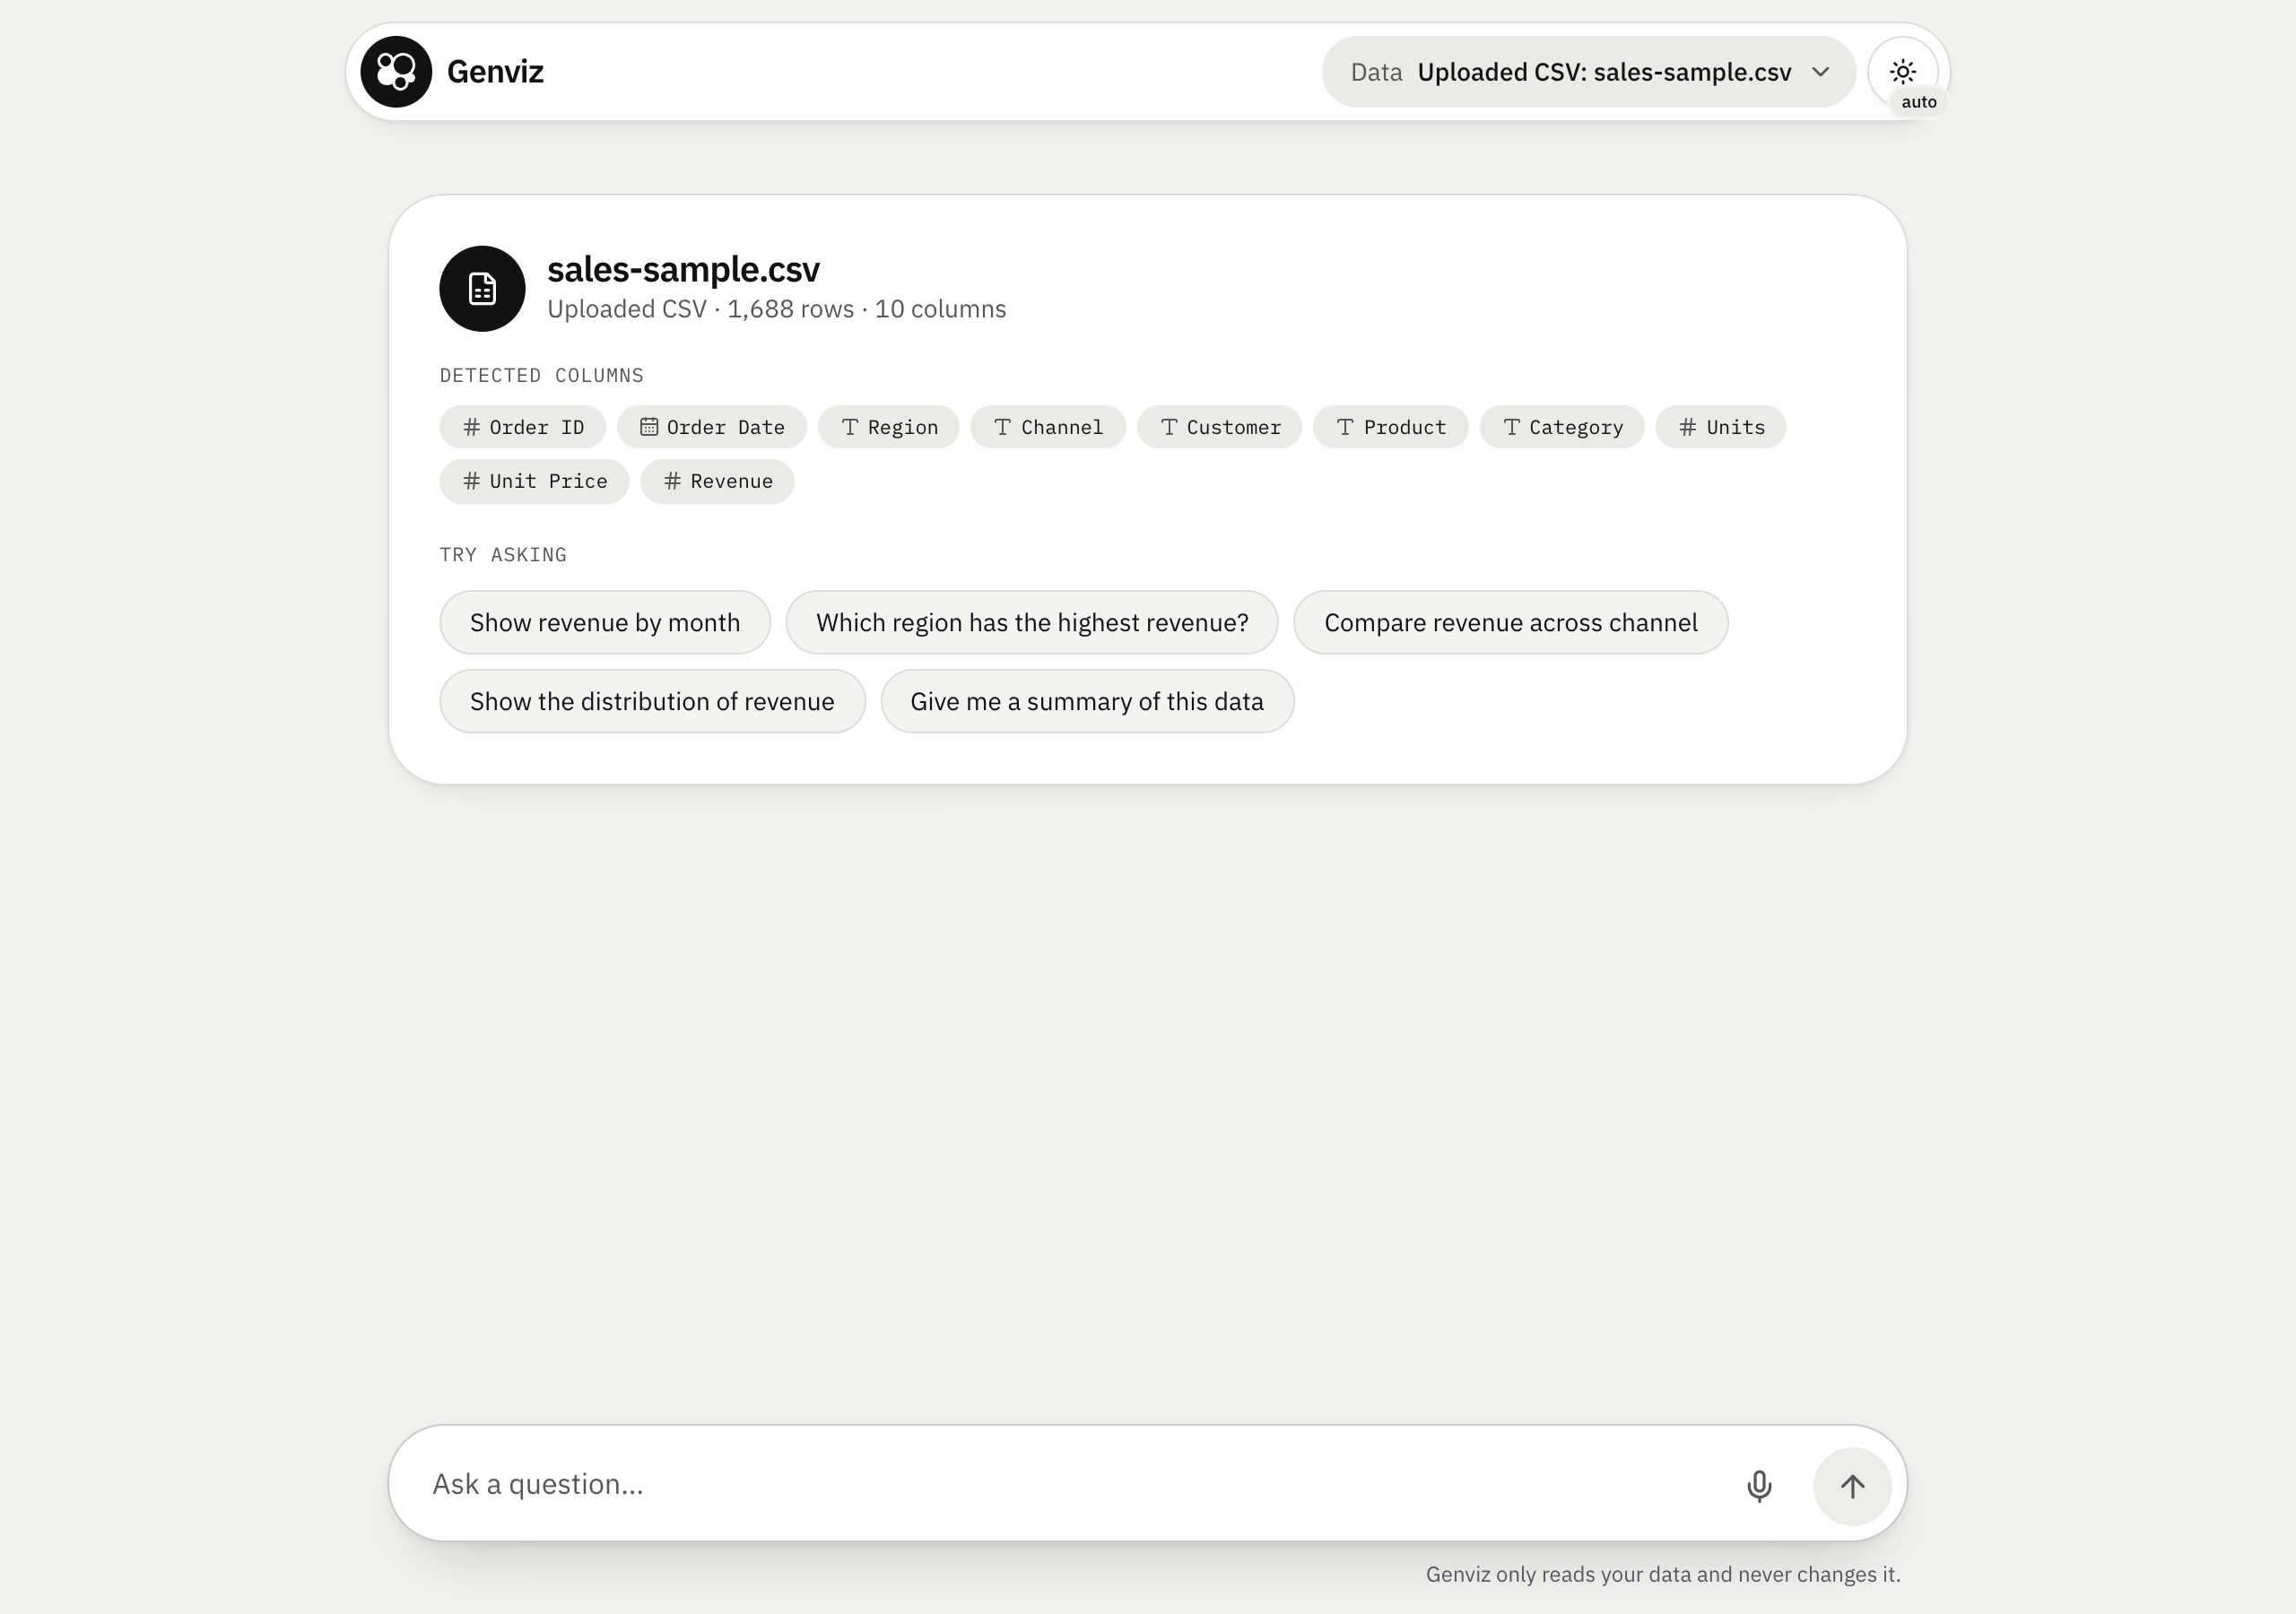 Genviz
Data Uploaded CSV: sales-sample.csv
auto
sales-sample.csv
Uploaded CSV · 1,688 rows · 10 columns
DETECTED COLUMNS
Order ID Order Date Region Channel Customer Product Category Units
Unit Price Revenue
TRY ASKING
Show revenue by month Which region has the highest revenue? Compare revenue across channel
Show the distribution of revenue Give me a summary of this data
Ask a question...
Genviz only reads your data and never changes it.